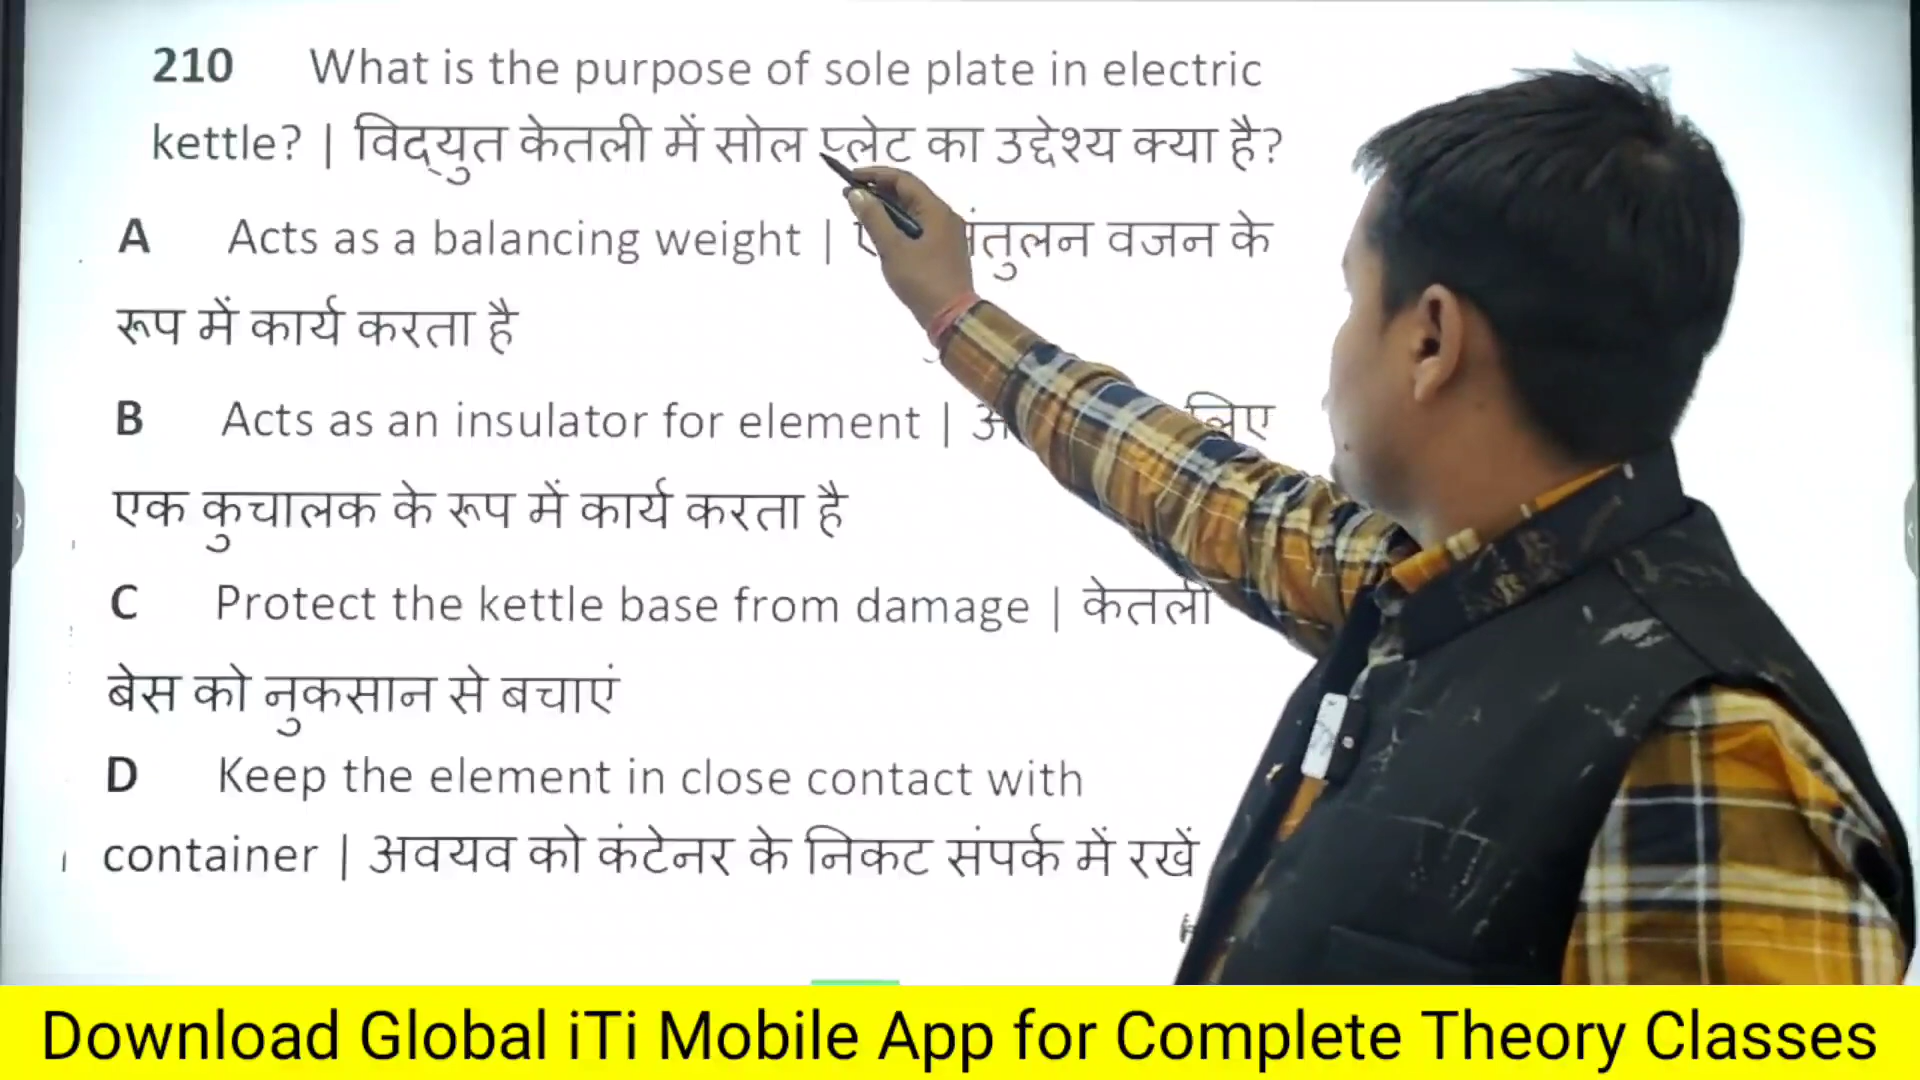 210 What is the purpose of sole plate in electric
kettle? | विद्युत केतली में सोल प्लेट का उद्देश्य क्या है?
A Acts as a balancing weight | संतुलन वजन के
रूप में कार्य करता है
B Acts as an insulator for element | लिए
एक कुचालक के रूप में कार्य करता है
C Protect the kettle base from damage | केतली
बेस को नुकसान से बचाएं
D Keep the element in close contact with
container | अवयव को कंटेनर के निकट संपर्क में रखें
Download Global iTi Mobile App for Complete Theory Classes